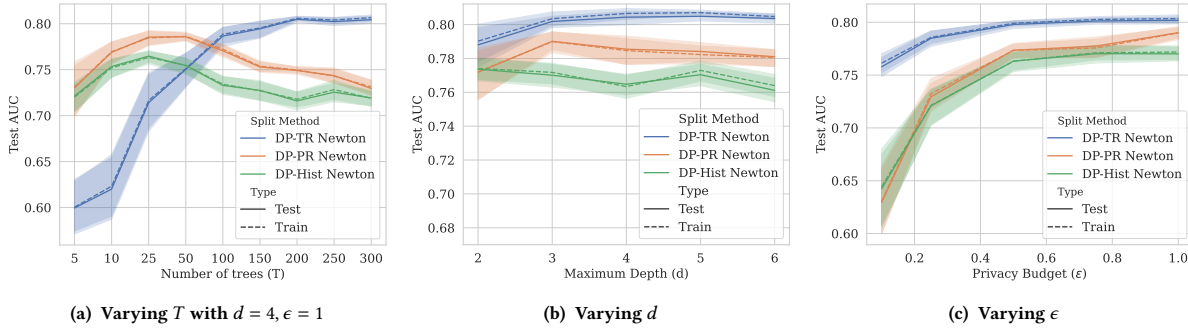 0.80
0.75
0.70
0.65
0.60
Test AUC
5 10 25 50 100 150 200 250 300
Number of trees (T)
Split Method
DP-TR Newton
DP-PR Newton
DP-Hist Newton
Type
Test
Train
(a) Varying T with d = 4, ϵ = 1
0.80
0.78
0.76
0.74
0.72
0.70
0.68
Test AUC
2 3 4 5 6
Maximum Depth (d)
Split Method
DP-TR Newton
DP-PR Newton
DP-Hist Newton
Type
Test
Train
(b) Varying d
0.80
0.75
0.70
0.65
0.60
Test AUC
0.2 0.4 0.6 0.8 1.0
Privacy Budget (ε)
Split Method
DP-TR Newton
DP-PR Newton
DP-Hist Newton
Type
Test
Train
(c) Varying ϵ